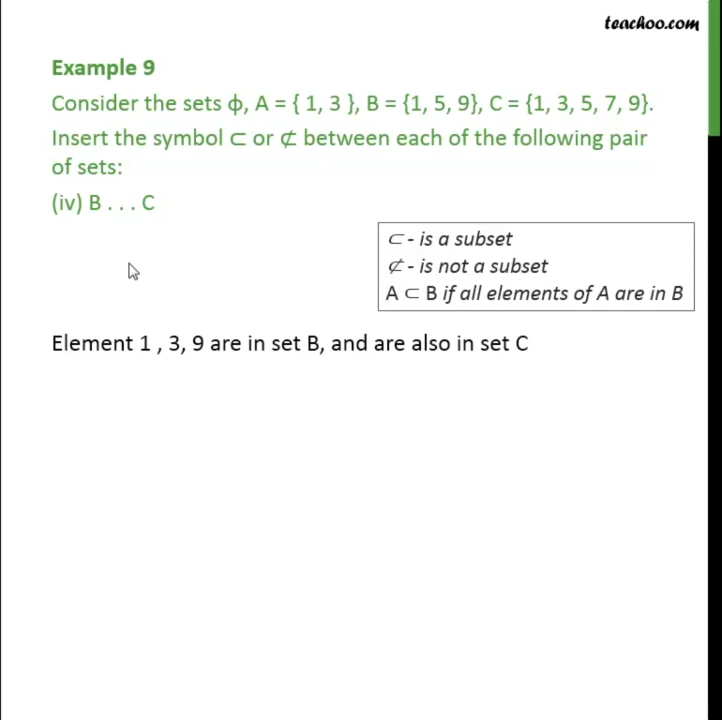 teachoo.com
Example 9
Consider the sets ϕ, A = { 1, 3 }, B = {1, 5, 9}, C = {1, 3, 5, 7, 9}.
Insert the symbol ⊂ or ⊄ between each of the following pair
of sets:
(iv) B . . . C
⊂ - is a subset
⊄ - is not a subset
A ⊂ B if all elements of A are in B
Element 1 , 3, 9 are in set B, and are also in set C